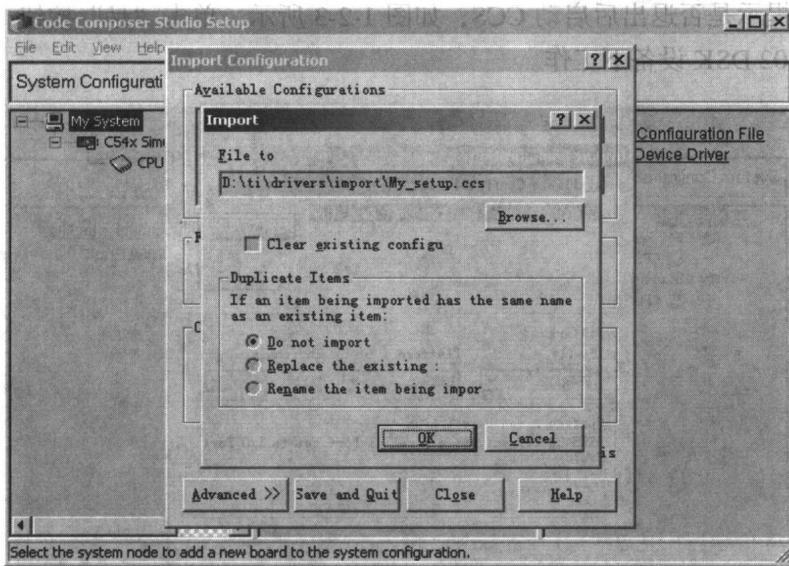 Code Composer Studio Setup
File Edit View Help
System Configurati
My System
C54x Sim
CPU
Configuration File
Device Driver
Import Configuration
Available Configurations
Import
File to
D:\ti\drivers\import\My_setup.ccs
Browse...
Clear existing configu
Duplicate Items
If an item being imported has the same name
as an existing item:
Do not import
Replace the existing :
Rename the item being impor
OK Cancel
is
Advanced >> Save and Quit Close Help
Select the system node to add a new board to the system configuration.